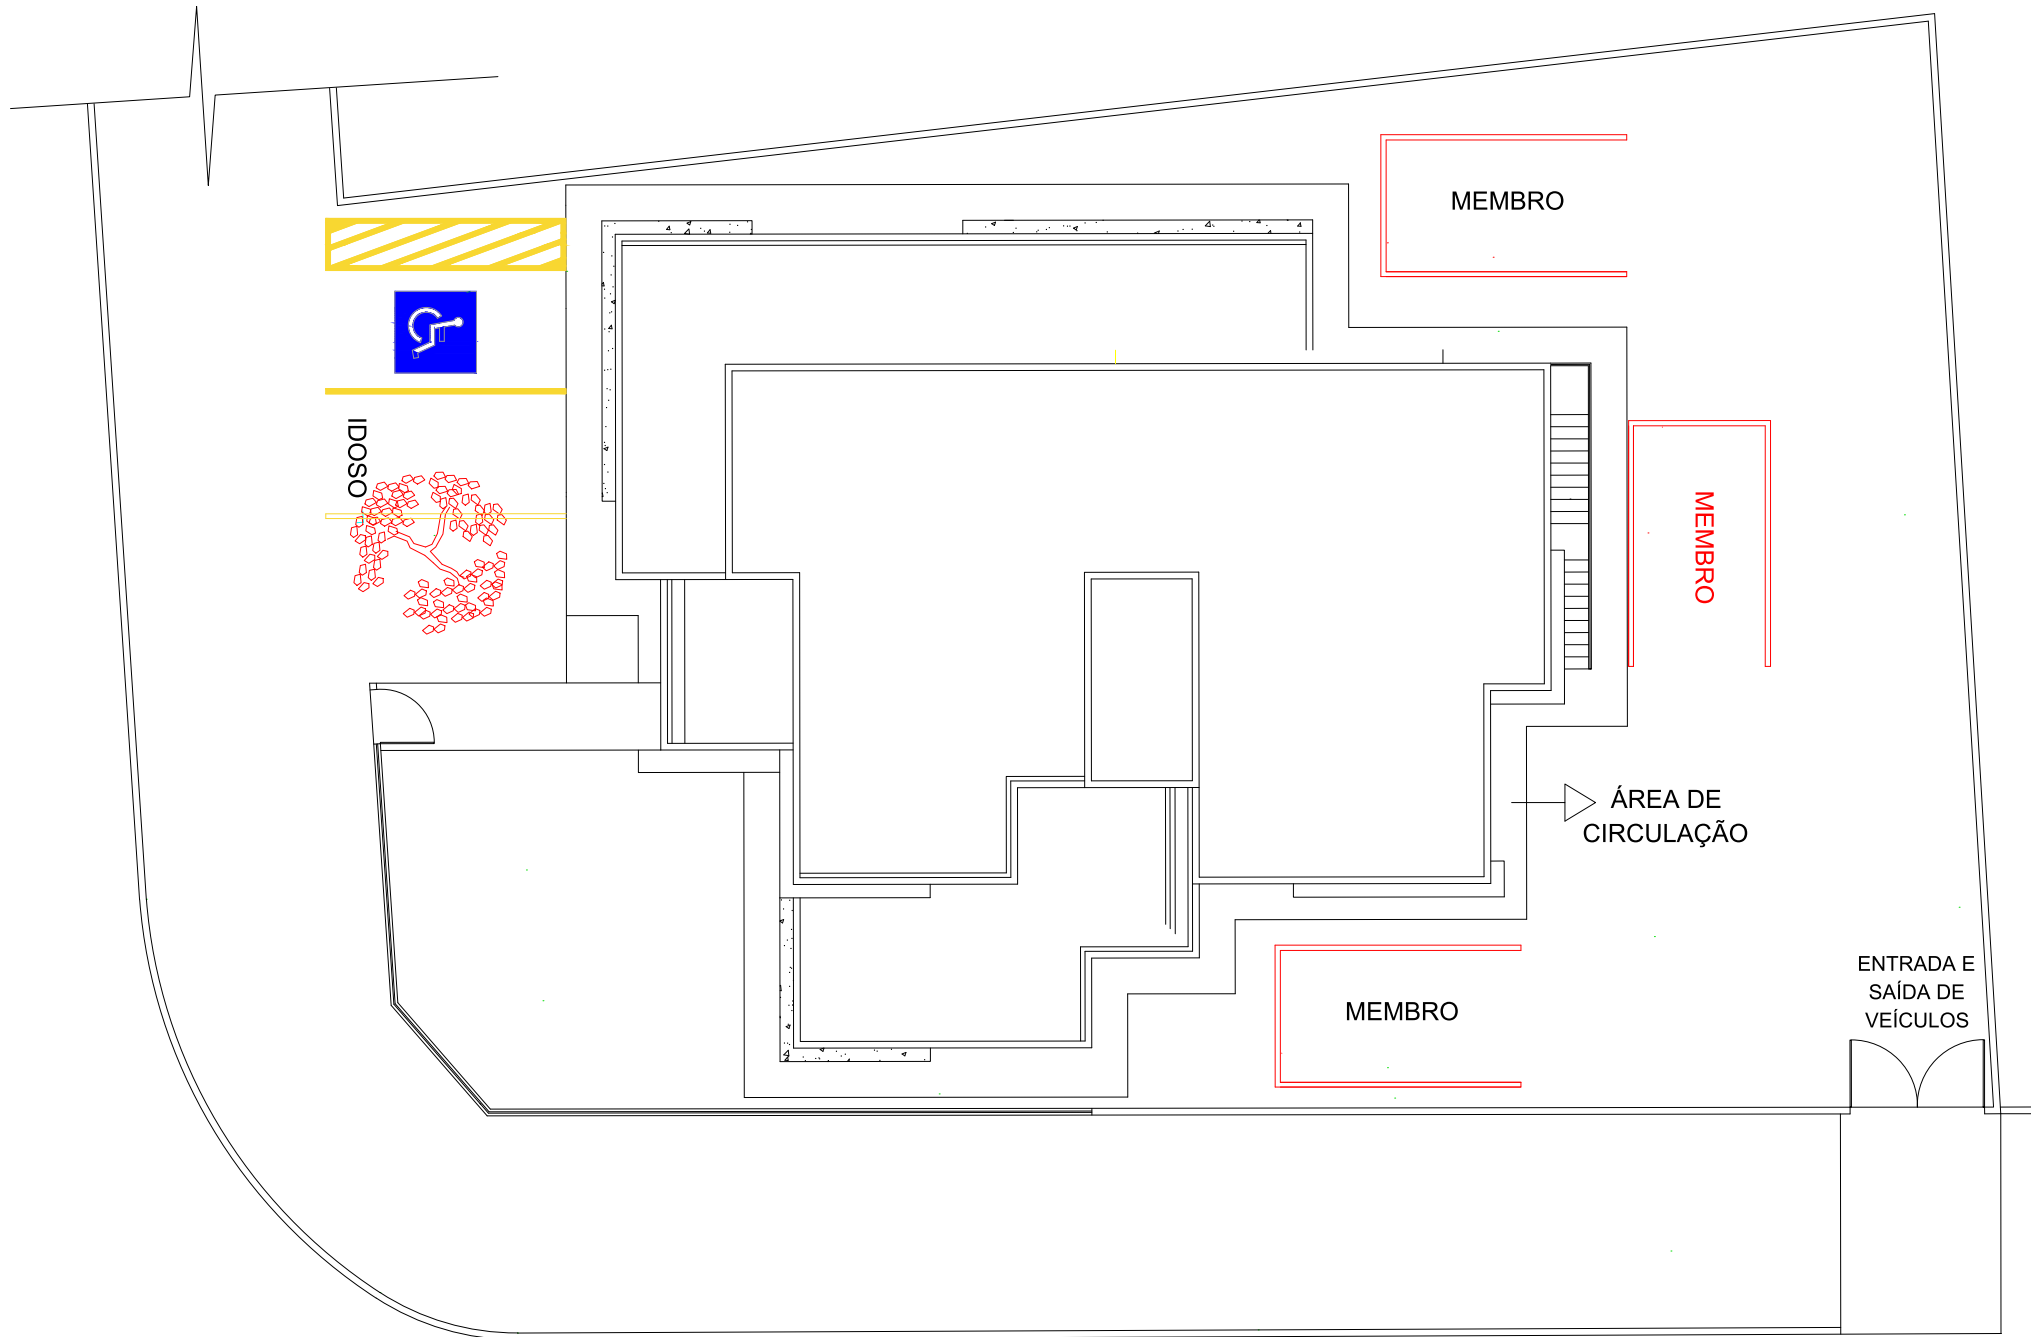 MEMBRO
IDOSO
MEMBRO
ÁREA DE
CIRCULAÇÃO
ENTRADA E
SAÍDA DE
VEÍCULOS
MEMBRO